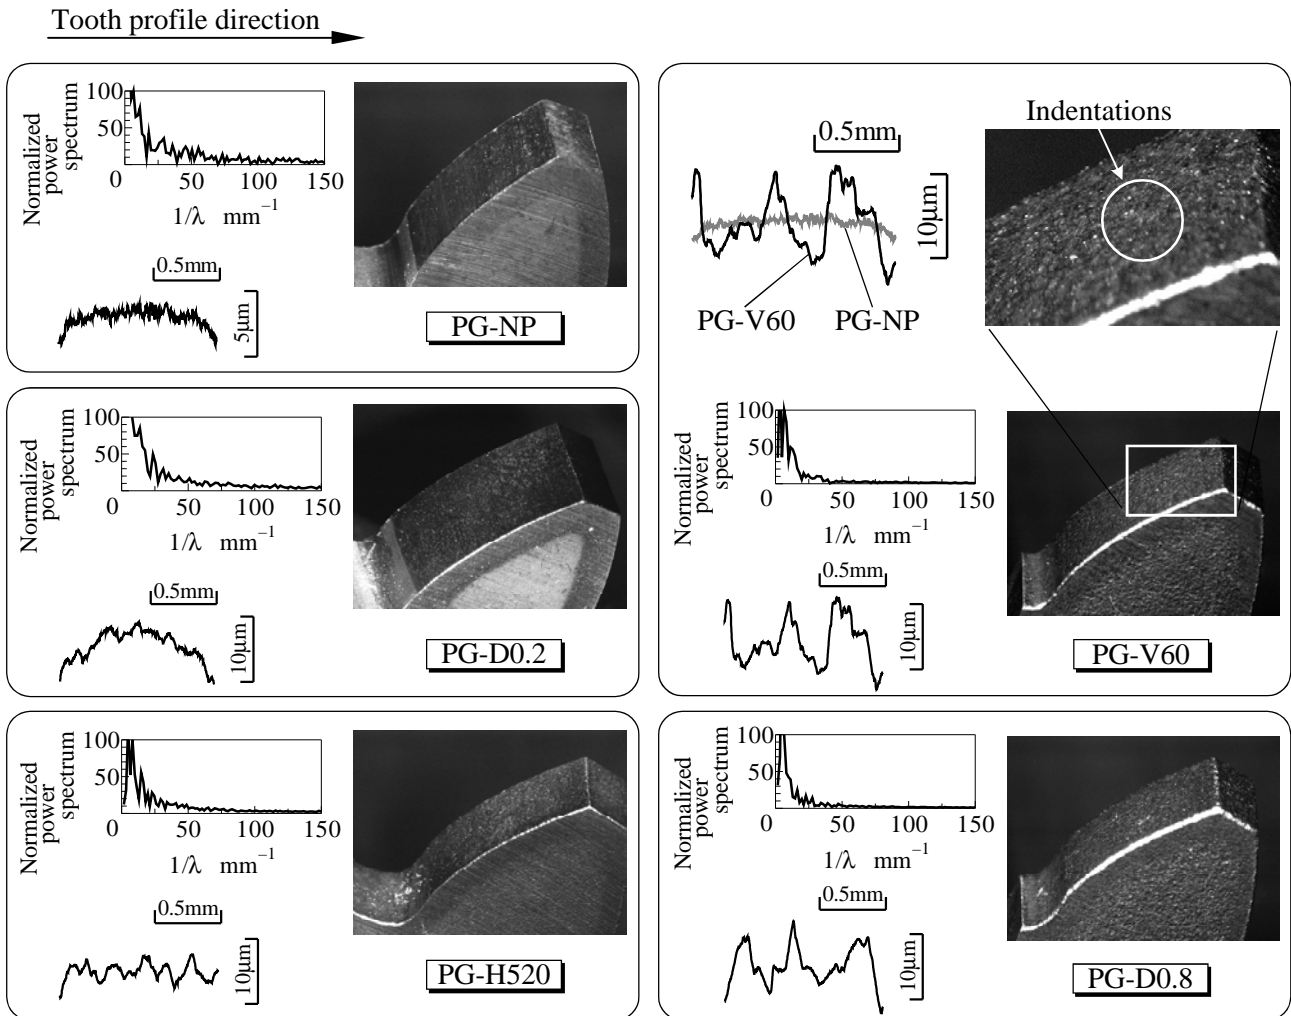 Tooth profile direction
Normalized
power
spectrum
100
50
0 50 100 150
1/λ mm⁻¹
0.5mm
5µm
PG-NP
Normalized
power
spectrum
100
50
0 50 100 150
1/λ mm⁻¹
0.5mm
10µm
PG-D0.2
Normalized
power
spectrum
100
50
0 50 100 150
1/λ mm⁻¹
0.5mm
10µm
PG-H520
Indentations
0.5mm
10µm
PG-V60 PG-NP
Normalized
power
spectrum
100
50
0 50 100 150
1/λ mm⁻¹
0.5mm
10µm
PG-V60
Normalized
power
spectrum
100
50
0 50 100 150
1/λ mm⁻¹
0.5mm
10µm
PG-D0.8